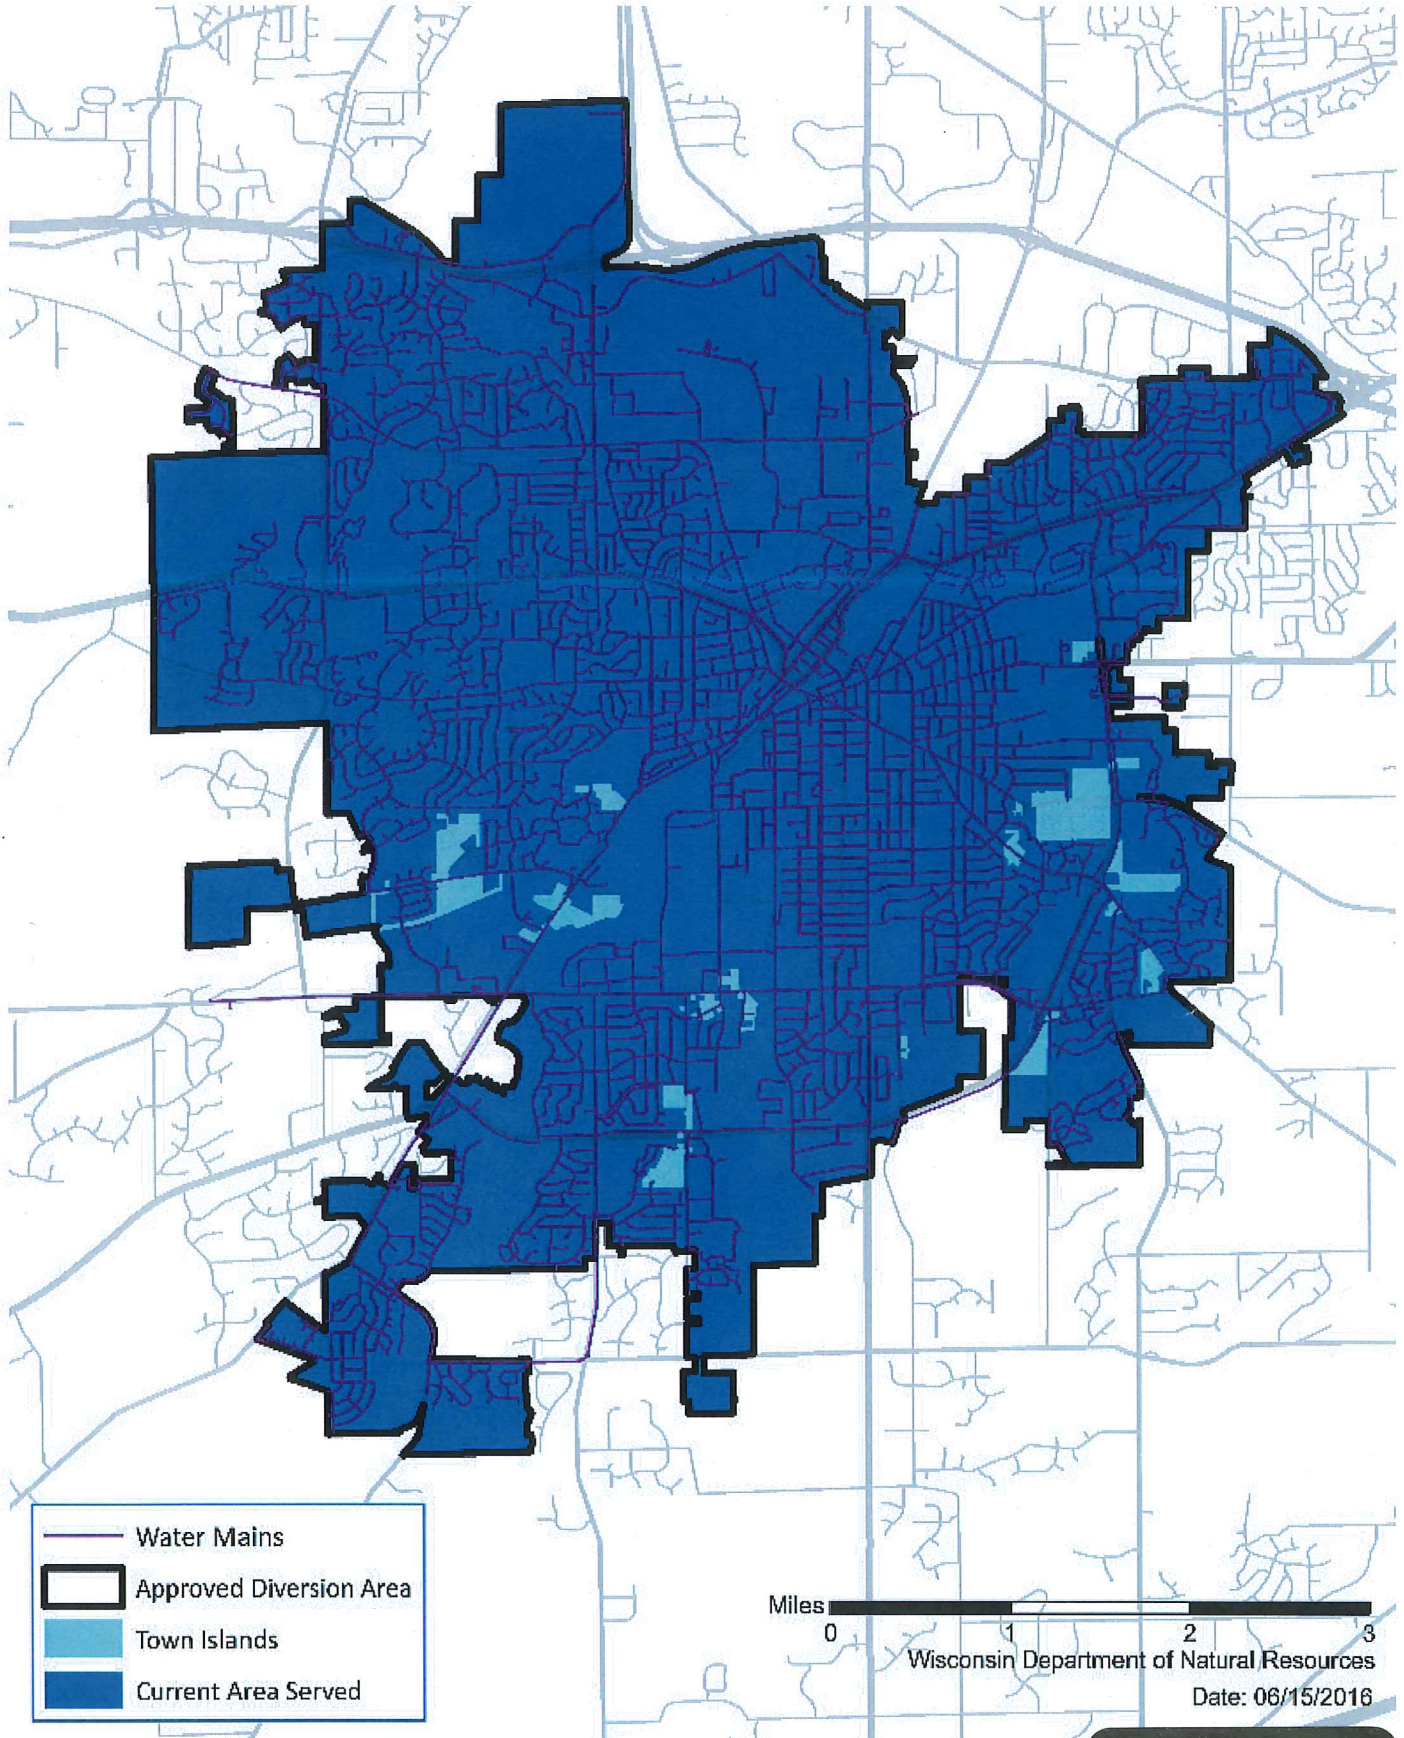 Water Mains
Approved Diversion Area
Town Islands
Current Area Served
Miles
0 1 2 3
Wisconsin Department of Natural Resources
Date: 06/15/2016